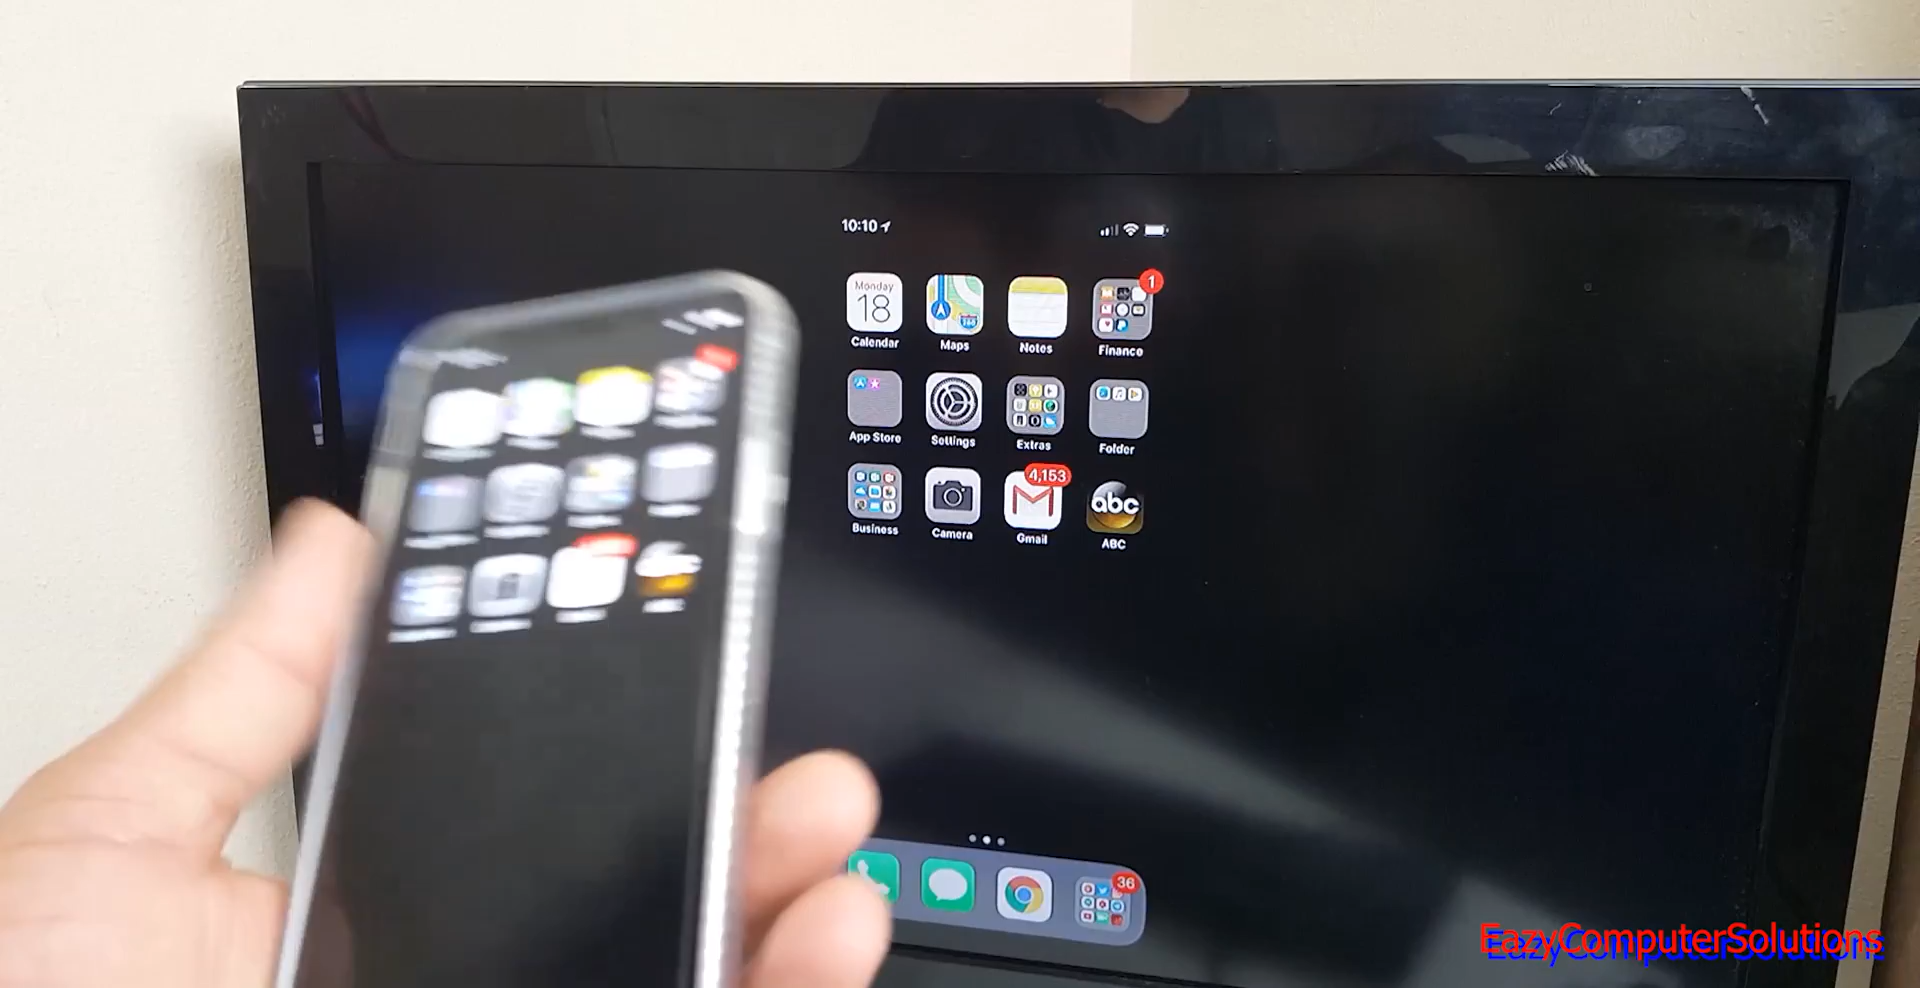 10:10
Monday
18
1
Calendar
Maps
Notes
Finance
App Store
Settings
Extras
Folder
4,153
abc
Business
Camera
Gmail
ABC
36
EazyComputerSolutions